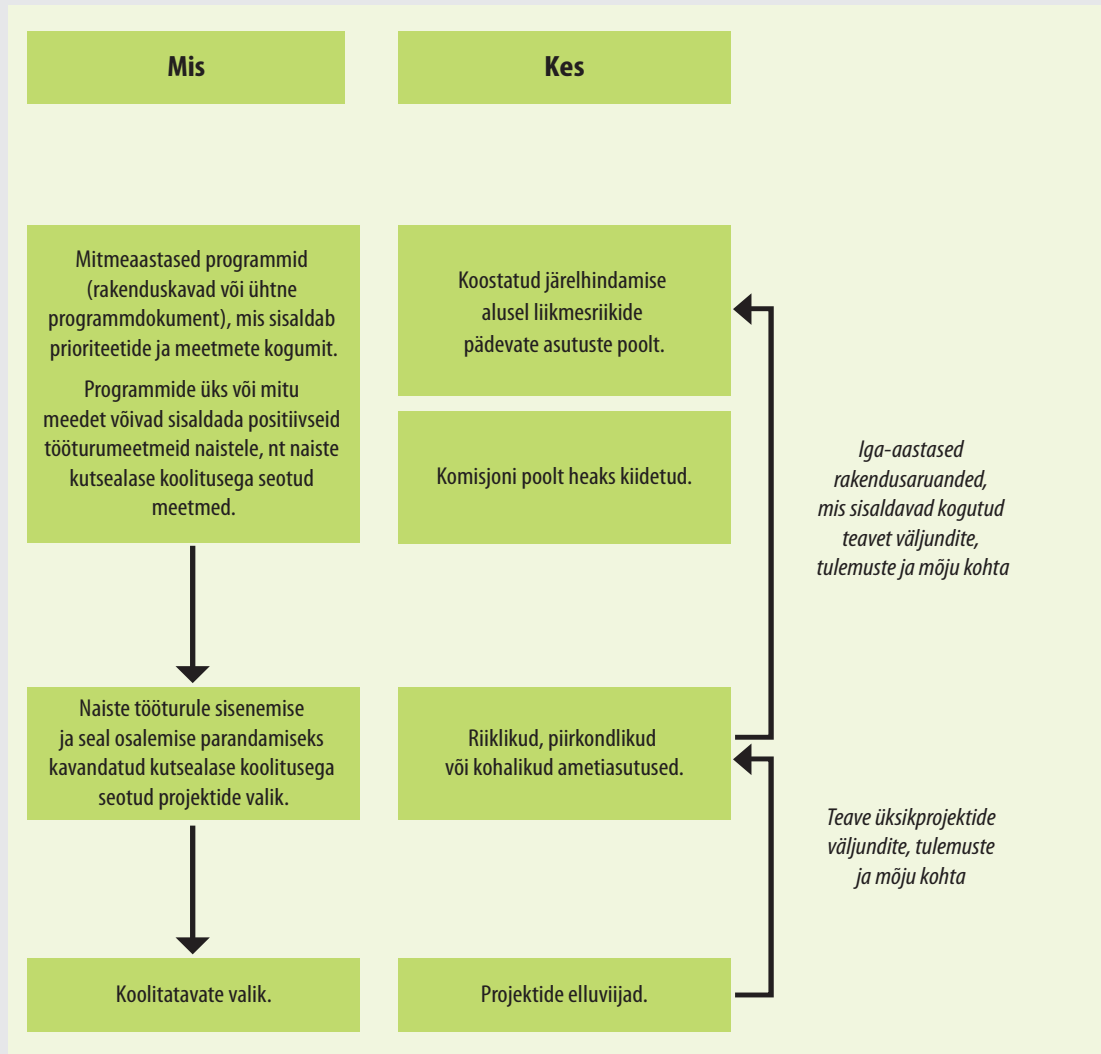 Mis
Kes
Mitmeaastased programmid
(rakenduskavad või ühtne
programmdokument), mis sisaldab
prioriteetide ja meetmete kogumit.
Programmide üks või mitu
meedet võivad sisaldada positiivseid
tööturumeetmeid naistele, nt naiste
kutsealase koolitusega seotud
meetmed.
Koostatud järelhindamise
alusel liikmesriikide
pädevate asutuste poolt.
Komisjoni poolt heaks kiidetud.
Iga-aastased
rakendusaruanded,
mis sisaldavad kogutud
teavet väljundite,
tulemuste ja mõju kohta
Naiste tööturule sisenemise
ja seal osalemise parandamiseks
kavandatud kutsealase koolitusega
seotud projektide valik.
Riiklikud, piirkondlikud
või kohalikud ametiasutused.
Teave üksikprojektide
väljundite, tulemuste
ja mõju kohta
Koolitatavate valik.
Projektide elluviijad.